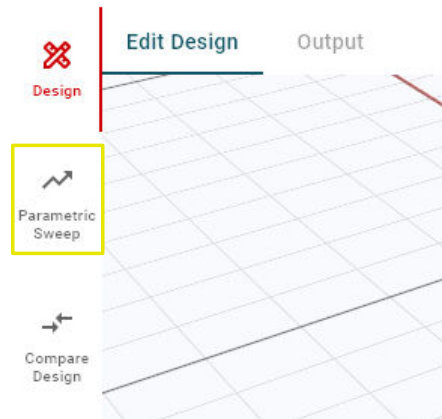 Edit Design Output
Design
Parametric
Sweep
Compare
Design